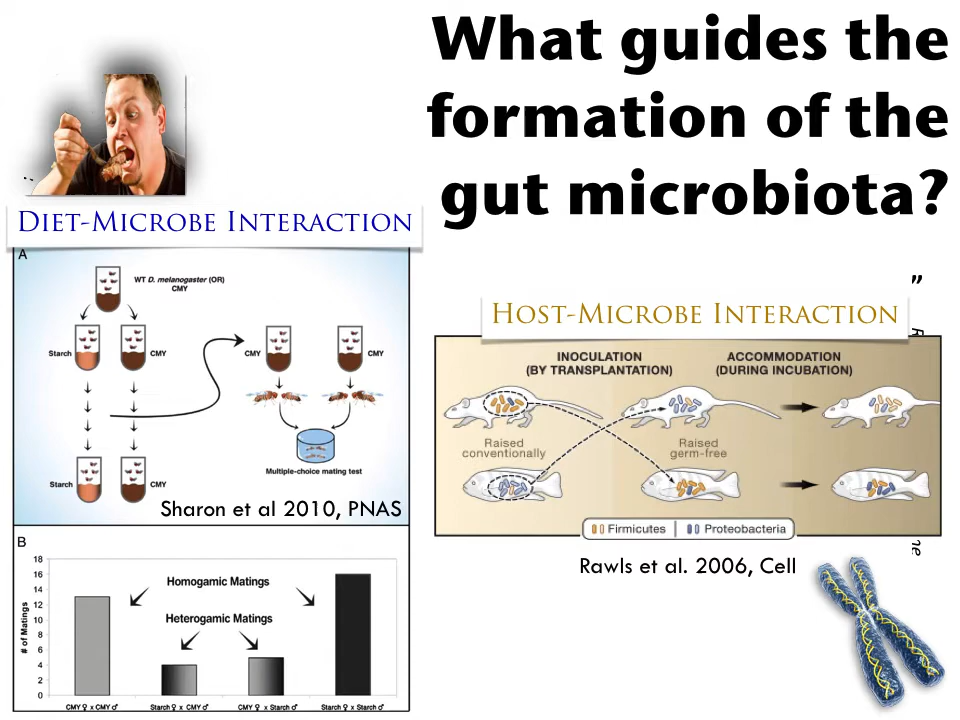 What guides the
formation of the
gut microbiota?
DIET-MICROBE INTERACTION
A
WT D. melanogaster (OR)
CMY
Starch
CMY
CMY
CMY
Multiple-choice mating test
Starch
CMY
Sharon et al 2010, PNAS
B
# of Matings
18
16
14
12
10
8
6
4
2
0
Homogamic Matings
Heterogamic Matings
CMY ♀ x CMY ♂
Starch ♀ x CMY ♂
CMY ♀ x Starch ♂
Starch ♀ x Starch ♂
”
HOST-MICROBE INTERACTION
INOCULATION
(BY TRANSPLANTATION)
ACCOMMODATION
(DURING INCUBATION)
Raised
conventionally
Raised
germ-free
Firmicutes | Proteobacteria
ne
Rawls et al. 2006, Cell